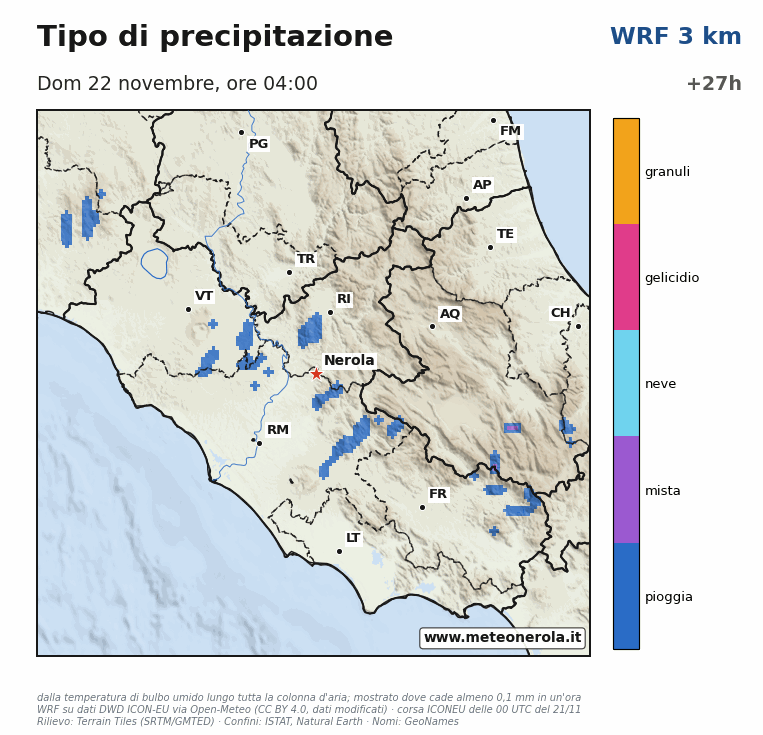 Tipo di precipitazione
WRF 3 km
Dom 22 novembre, ore 04:00
+27h
FM
PG
AP
TE
TR
VT
RI
AQ
CH
Nerola
RM
FR
LT
www.meteonerola.it
granuli
gelicidio
neve
mista
pioggia
dalla temperatura di bulbo umido lungo tutta la colonna d'aria; mostrato dove cade almeno 0,1 mm in un'ora
WRF su dati DWD ICON-EU via Open-Meteo (CC BY 4.0, dati modificati) · corsa ICONEU delle 00 UTC del 21/11
Rilievo: Terrain Tiles (SRTM/GMTED) · Confini: ISTAT, Natural Earth · Nomi: GeoNames